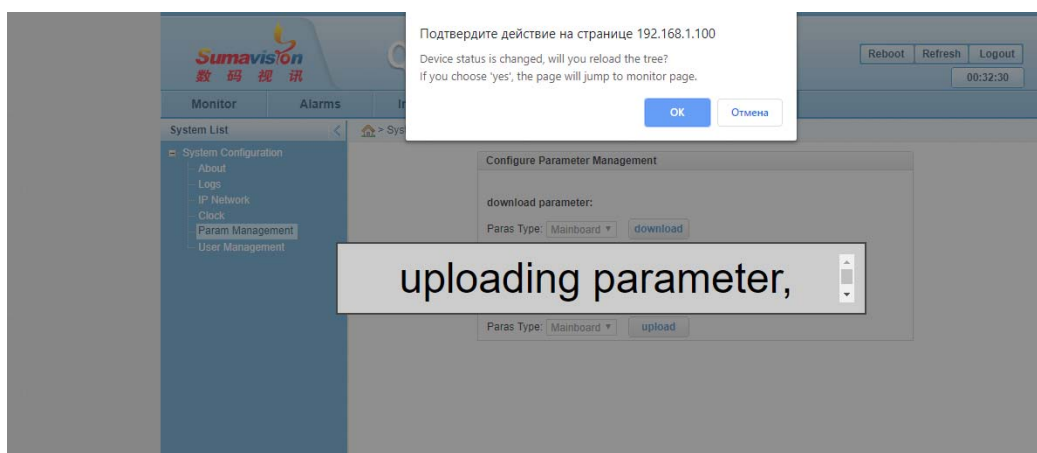 Sumavision
数码视讯
Подтвердите действие на странице 192.168.1.100
Device status is changed, will you reload the tree?
If you choose 'yes', the page will jump to monitor page.
ОК
Отмена
Reboot
Refresh
Logout
00:32:30
Monitor
Alarms
System List
> Sys
System Configuration
About
Logs
IP Network
Clock
Param Management
User Management
Configure Parameter Management
download parameter:
Paras Type: Mainboard download
uploading parameter,
Paras Type: Mainboard upload